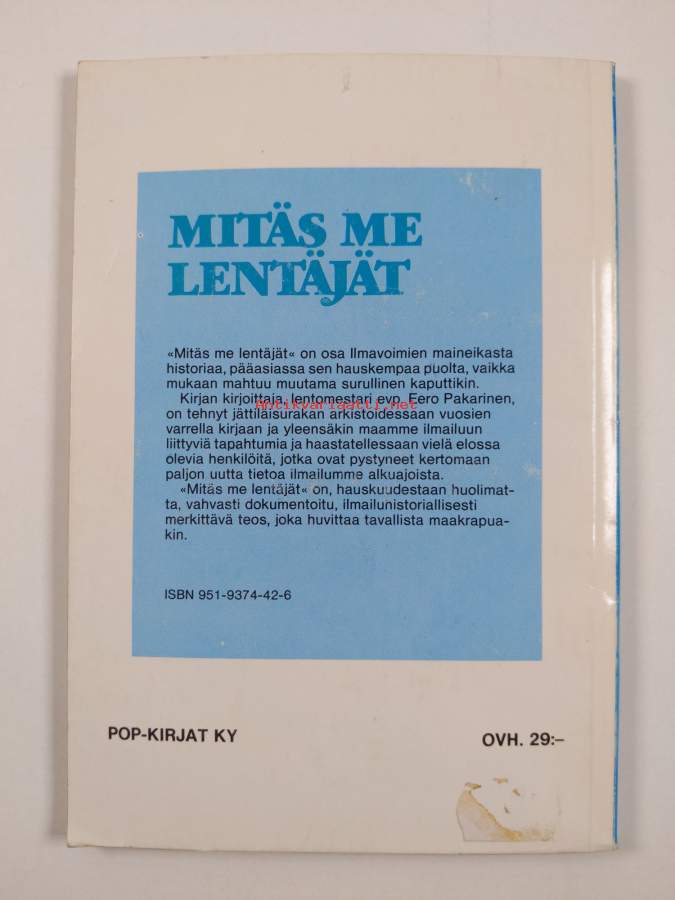 MITÄS ME
LENTÄJÄT
«Mitäs me lentäjät« on osa Ilmavoimien maineikasta
historiaa, pääasiassa sen hauskempaa puolta, vaikka
mukaan mahtuu muutama surullinen kaputtikin.
Kirjan kirjoittaja, lentomestari evp. Eero Pakarinen,
Antikvariaatti.net
on tehnyt jättiläisurakan arkistoidessaan vuosien
varrella kirjaan ja yleensäkin maamme ilmailuun
liittyviä tapahtumia ja haastatellessaan vielä elossa
olevia henkilöitä, jotka ovat pystyneet kertomaan
paljon uutta tietoa ilmailumme alkuajoista.
«Mitäs me lentäjät« on, hauskuudestaan huolimat-
ta, vahvasti dokumentoitu, ilmailunhistoriallisesti
merkittävä teos, joka huvittaa tavallista maakrapua-
kin.
ISBN 951-9374-42-6
POP-KIRJAT KY
OVH. 29:–